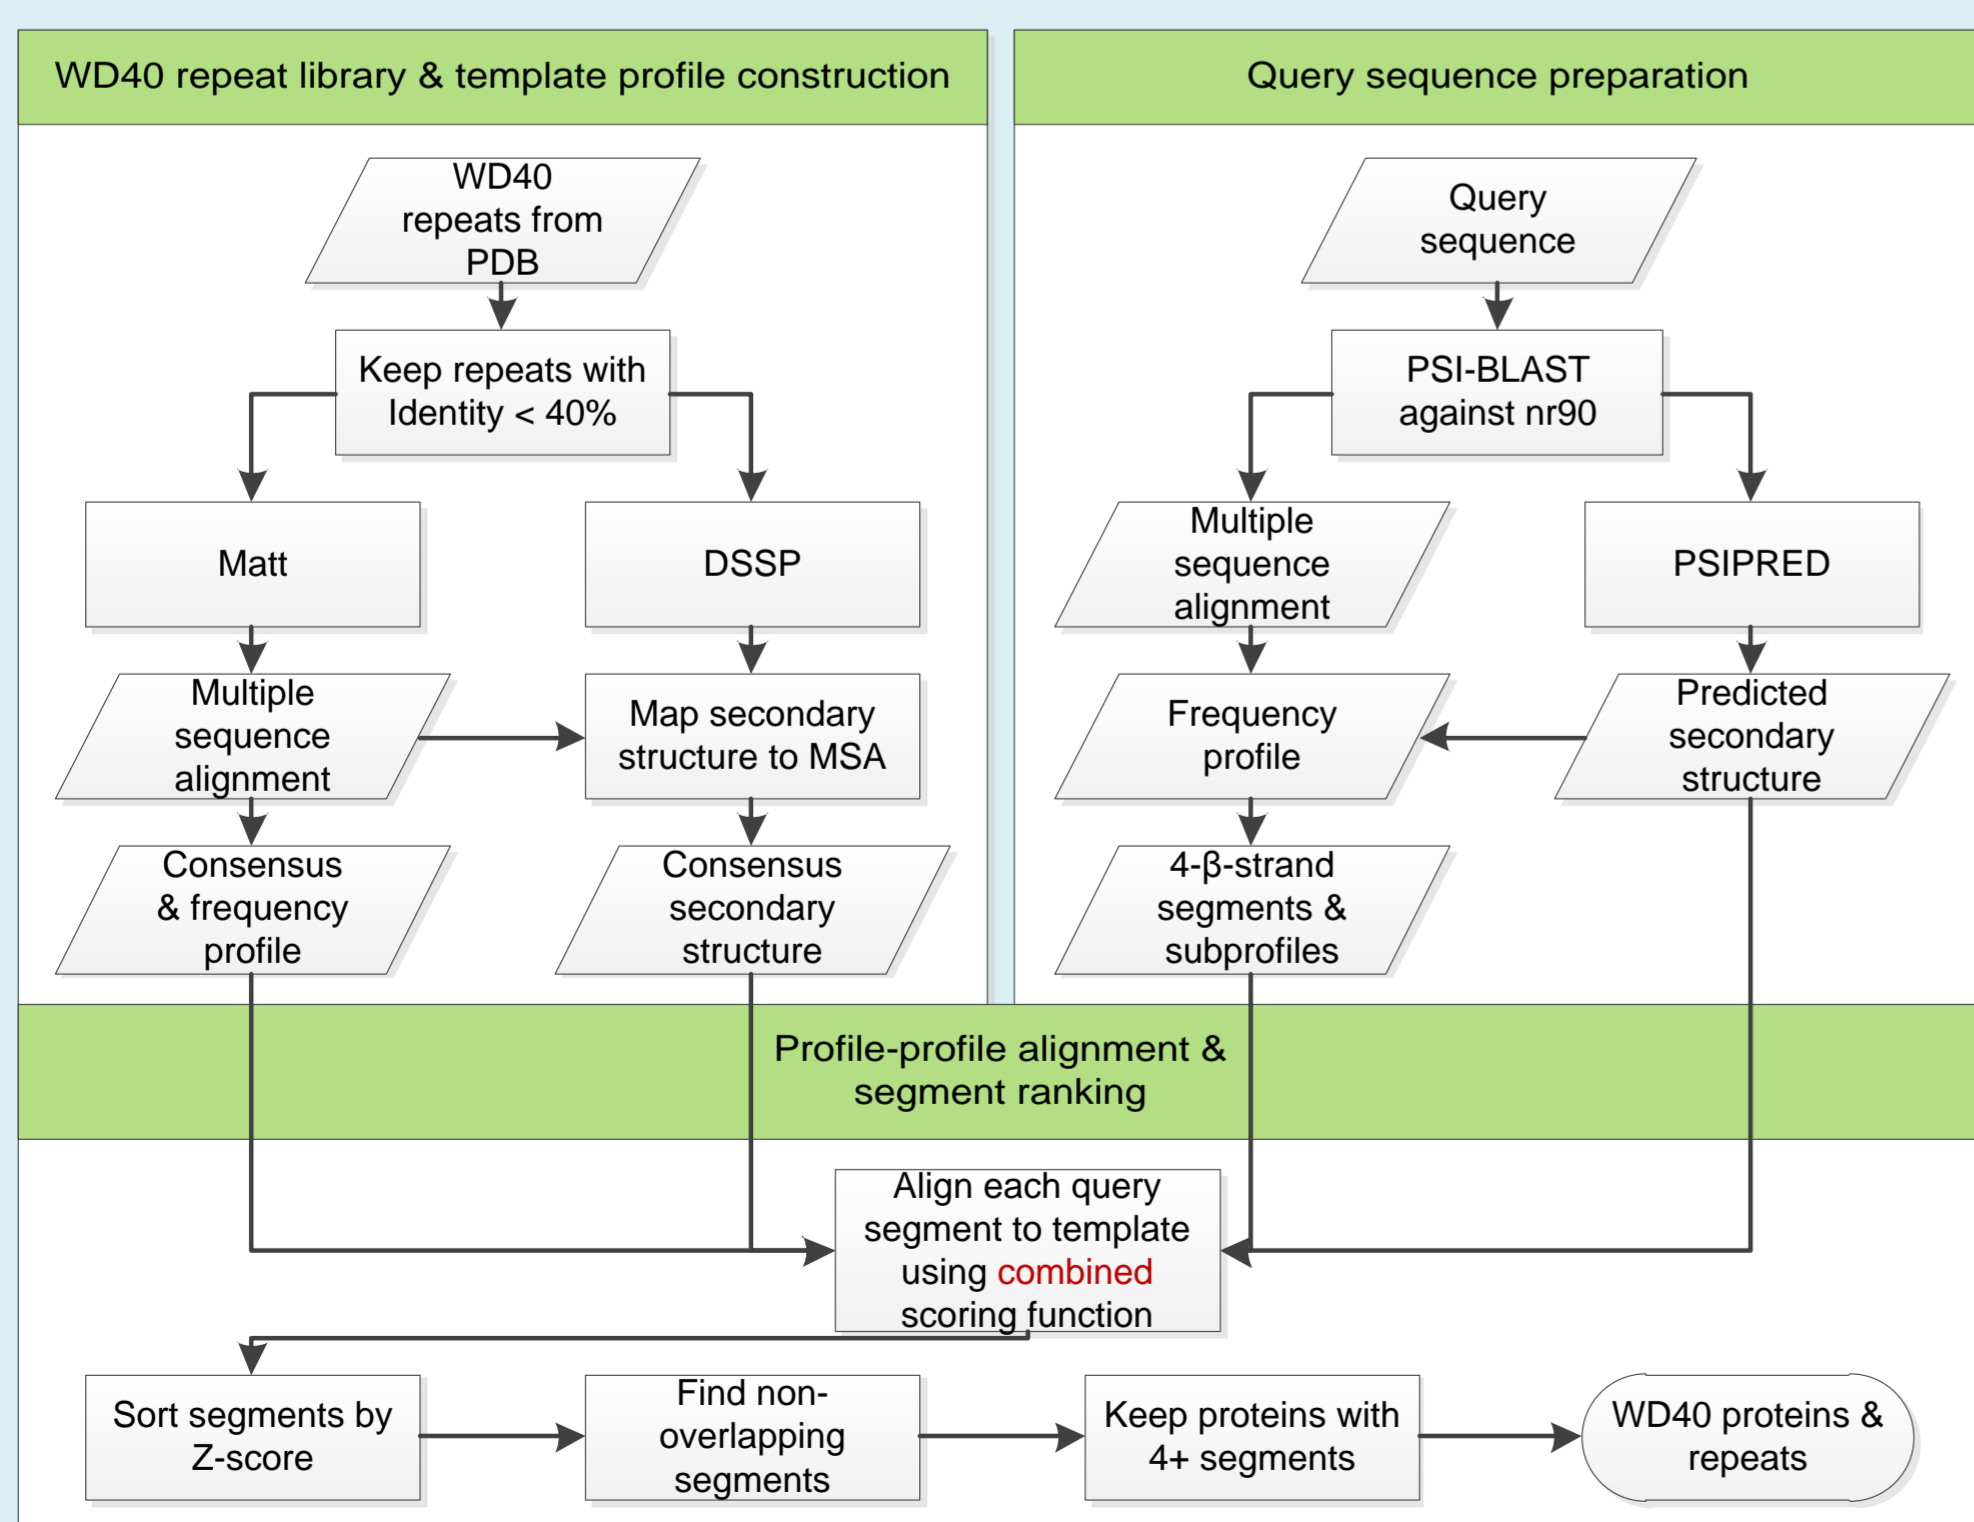 WD40 repeat library & template profile construction
Query sequence preparation
WD40
repeats from
PDB
Keep repeats with
Identity < 40%
Matt
DSSP
Multiple
sequence
alignment
Map secondary
structure to MSA
Consensus
& frequency
profile
Consensus
secondary
structure
Query
sequence
PSI-BLAST
against nr90
Multiple
sequence
alignment
PSIPRED
Frequency
profile
Predicted
secondary
structure
4-β-strand
segments &
subprofiles
Profile-profile alignment &
segment ranking
Align each query
segment to template
using combined
scoring function
Sort segments by
Z-score
Find non-
overlapping
segments
Keep proteins with
4+ segments
WD40 proteins &
repeats